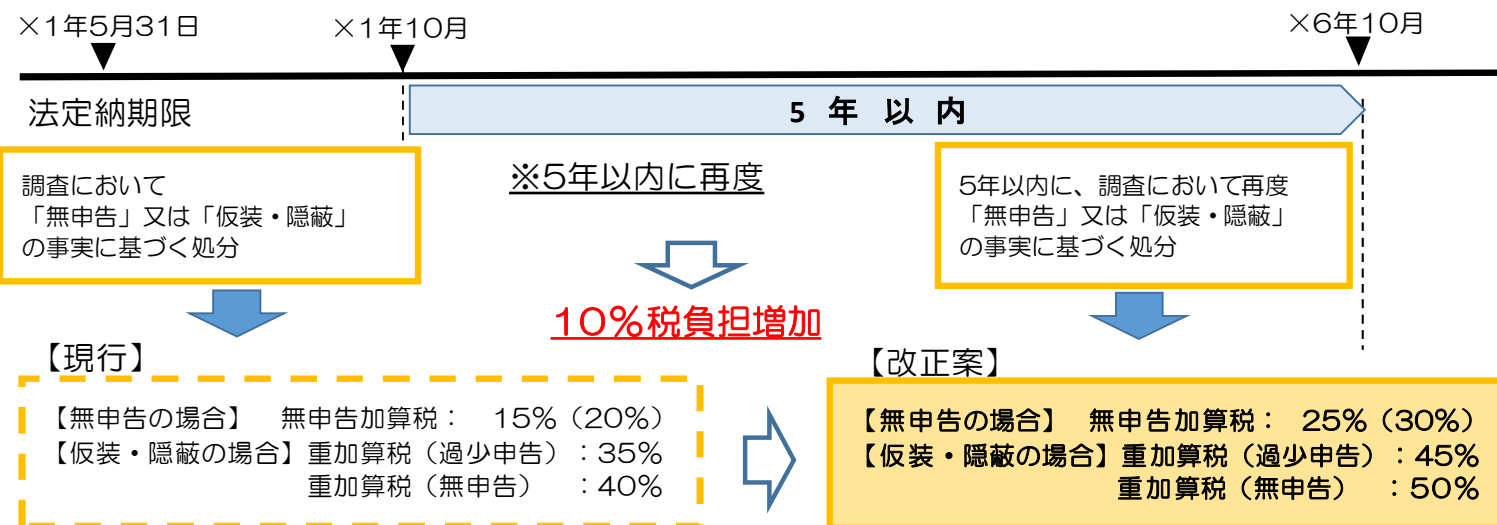 ×1年5月31日
×1年10月
×6年10月
法定納期限
5 年 以 内
調査において
「無申告」又は「仮装・隠蔽」
の事実に基づく処分
※5年以内に再度
5年以内に、調査において再度
「無申告」又は「仮装・隠蔽」
の事実に基づく処分
10%税負担増加
【現行】
【無申告の場合】 無申告加算税： 15%（20%）
【仮装・隠蔽の場合】重加算税（過少申告）：35%
重加算税（無申告） ：40%
【改正案】
【無申告の場合】 無申告加算税： 25%（30%）
【仮装・隠蔽の場合】重加算税（過少申告）：45%
重加算税（無申告） ：50%